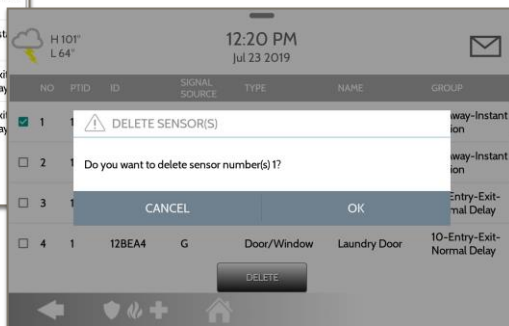 H 101°
L 64°
12:20 PM
Jul 23 2019
NO PTID ID SIGNAL SOURCE TYPE NAME GROUP
1 1
DELETE SENSOR(S)
Do you want to delete sensor number(s) 1?
CANCEL OK
2 1
3 1
4 1 12BEA4 G Door/Window Laundry Door 10-Entry-Exit-
Normal Delay
DELETE